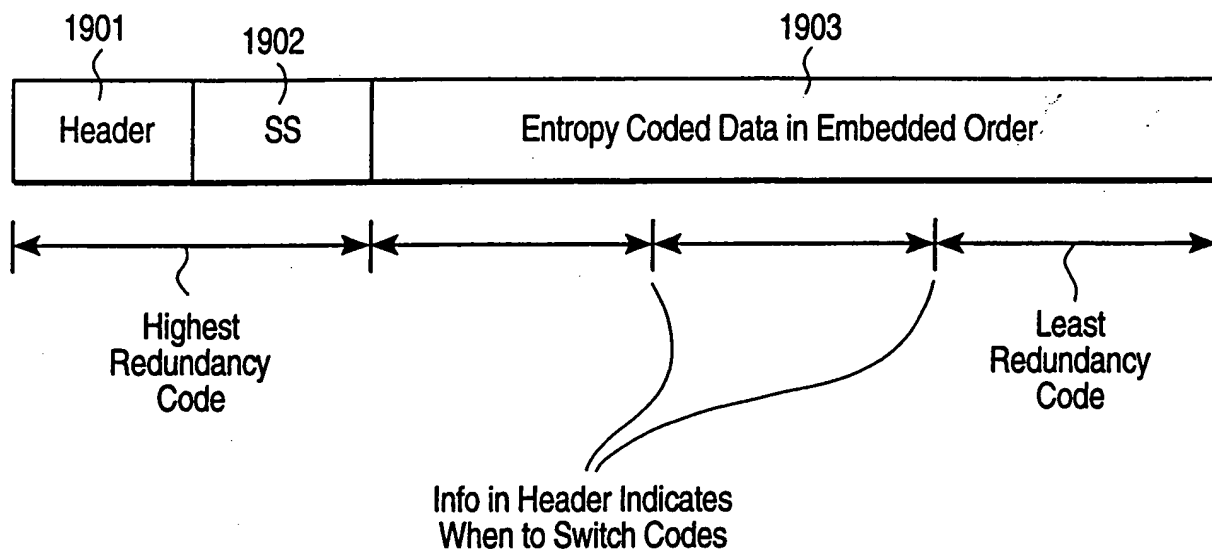 1901
1902
1903
Header
SS
Entropy Coded Data in Embedded Order
Highest
Redundancy
Code
Least
Redundancy
Code
Info in Header Indicates
When to Switch Codes